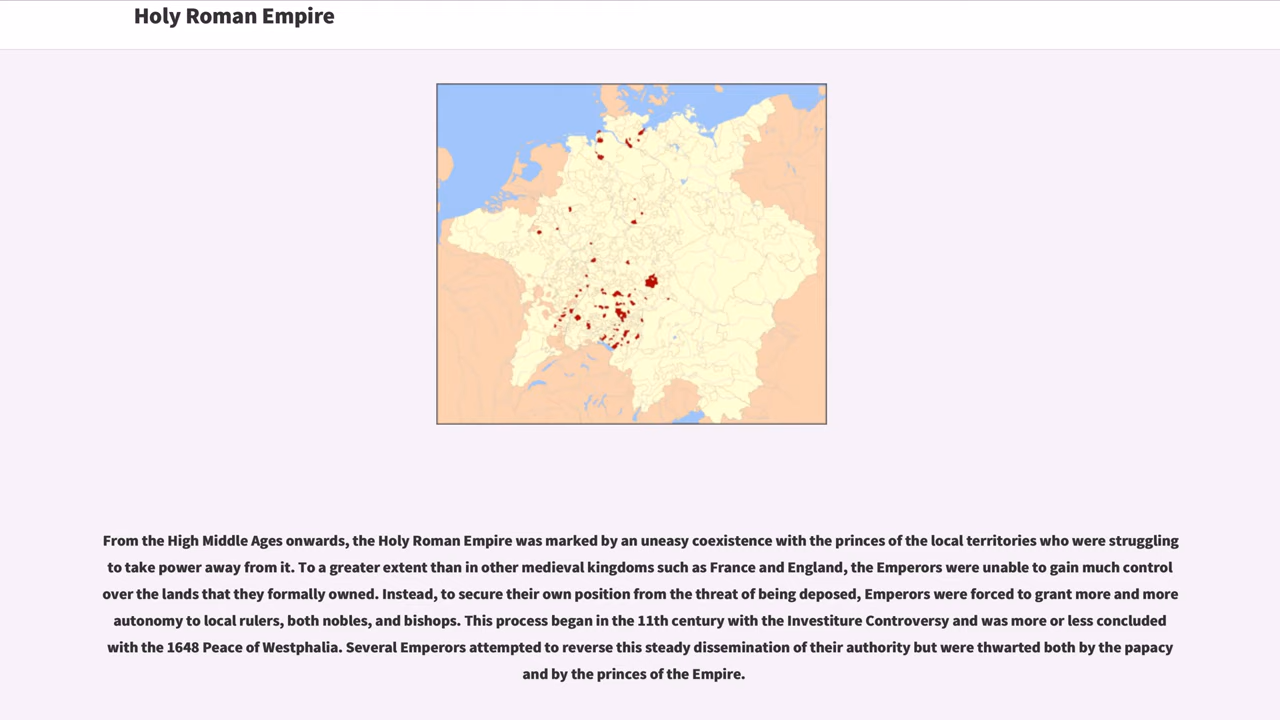 Holy Roman Empire
From the High Middle Ages onwards, the Holy Roman Empire was marked by an uneasy coexistence with the princes of the local territories who were struggling
to take power away from it. To a greater extent than in other medieval kingdoms such as France and England, the Emperors were unable to gain much control
over the lands that they formally owned. Instead, to secure their own position from the threat of being deposed, Emperors were forced to grant more and more
autonomy to local rulers, both nobles, and bishops. This process began in the 11th century with the Investiture Controversy and was more or less concluded
with the 1648 Peace of Westphalia. Several Emperors attempted to reverse this steady dissemination of their authority but were thwarted both by the papacy
and by the princes of the Empire.